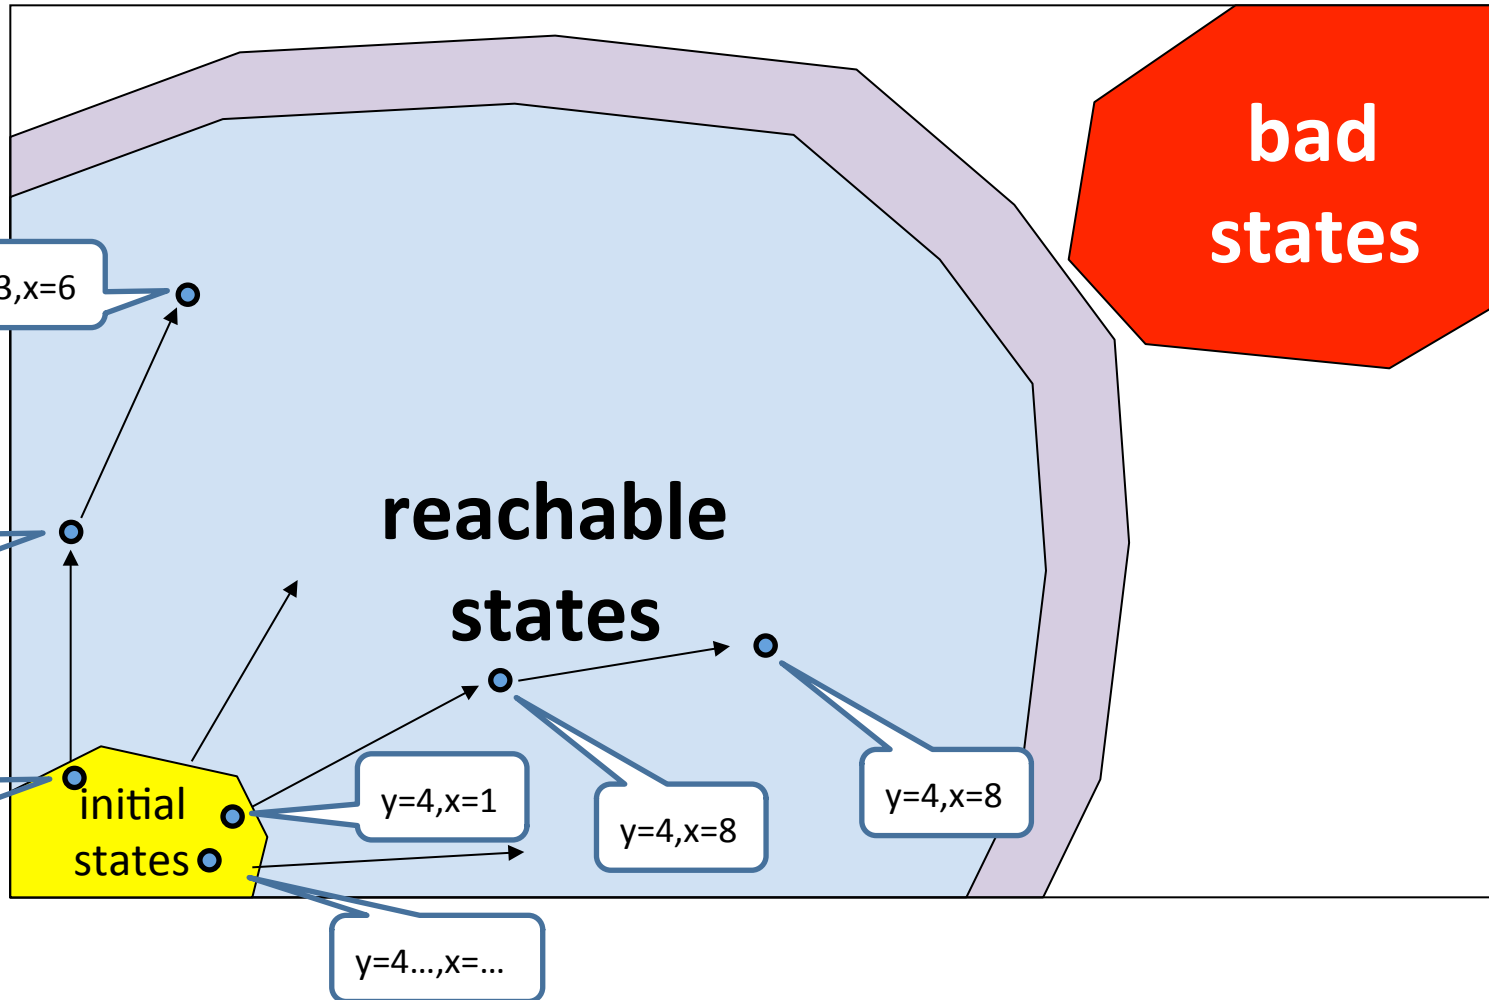 bad
states
3,x=6
reachable
states
initial
states
y=4,x=1
y=4,x=8
y=4,x=8
y=4...,x=...